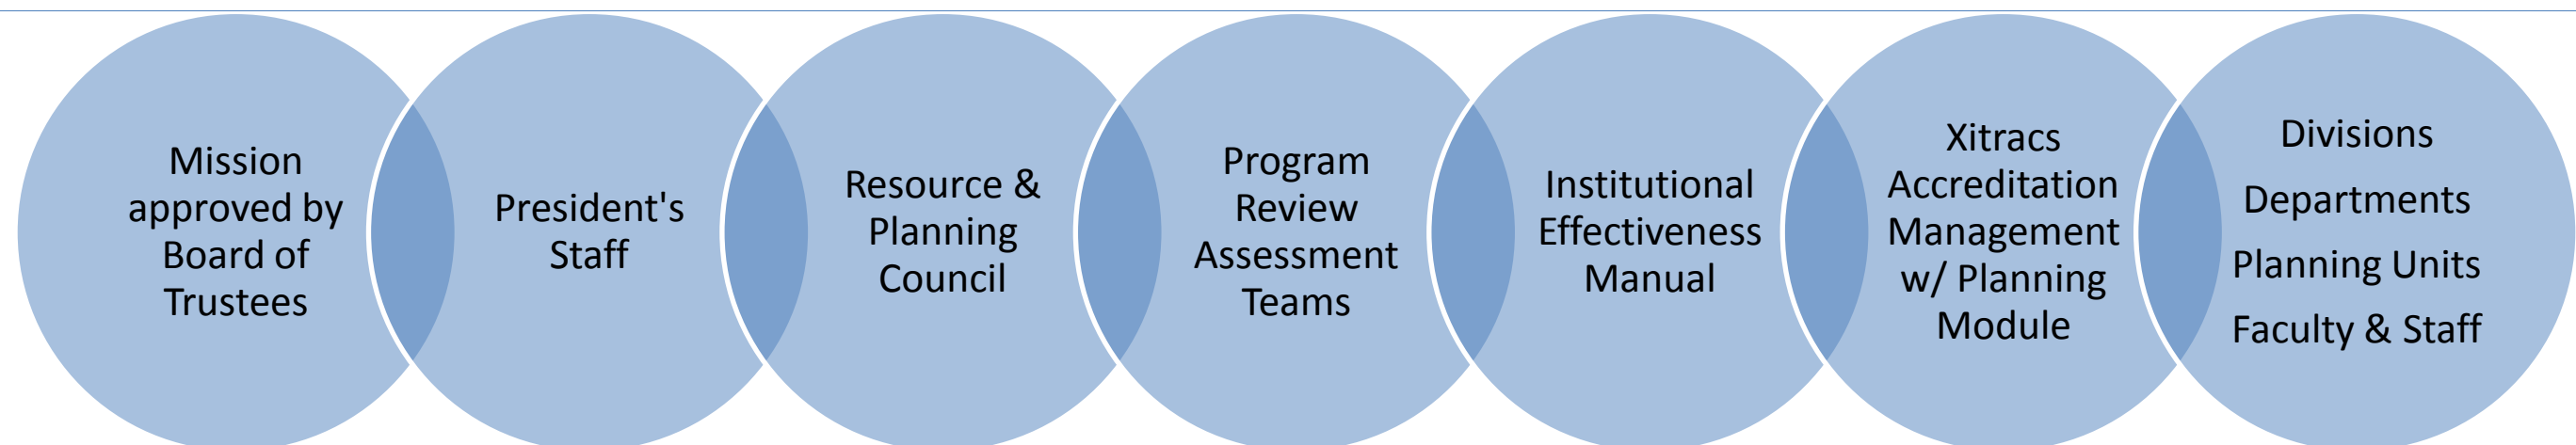 Mission
approved by
Board of
Trustees
President's
Staff
Resource &
Planning
Council
Program
Review
Assessment
Teams
Institutional
Effectiveness
Manual
Xitracs
Accreditation
Management
w/ Planning
Module
Divisions
Departments
Planning Units
Faculty & Staff